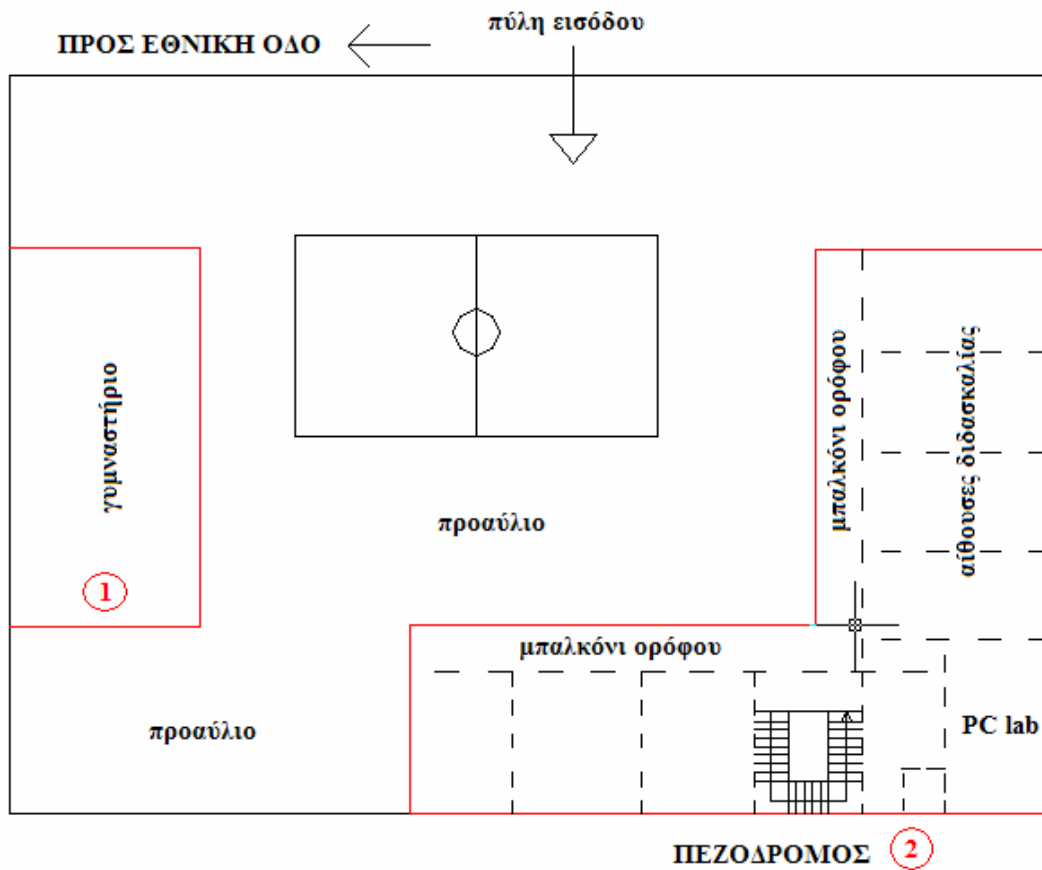 πύλη εισόδου
ΠΡΟΣ ΕΘΝΙΚΗ ΟΔΟ
γυμναστήριο
μπαλκόνι ορόφου
αίθουσες διδασκαλίας
προαύλιο
1
μπαλκόνι ορόφου
προαύλιο
PC lab
ΠΕΖΟΔΡΟΜΟΣ
2